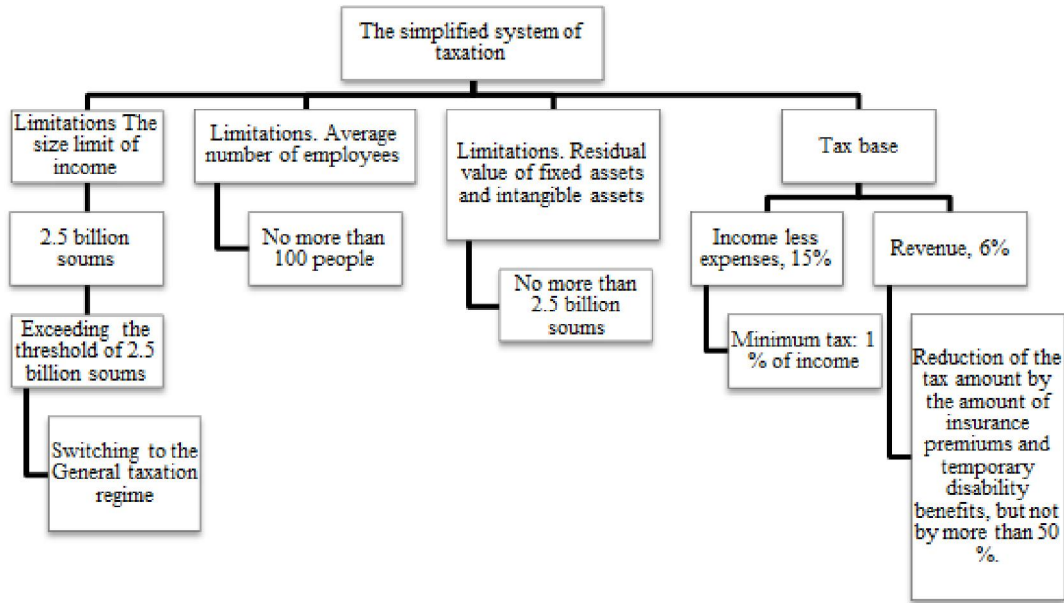 The simplified system of
taxation
Limitations The
size limit of
income
Limitations. Average
number of employees
Limitations. Residual
value of fixed assets
and intangible assets
Tax base
2.5 billion
soums
No more than
100 people
Income less
expenses, 15%
Revenue, 6%
No more than
2.5 billion
soums
Exceeding the
threshold of 2.5
billion soums
Minimum tax: 1
% of income
Reduction of the
tax amount by
the amount of
insurance
premiums and
temporary
disability
benefits, but not
by more than 50
%.
Switching to the
General taxation
regime